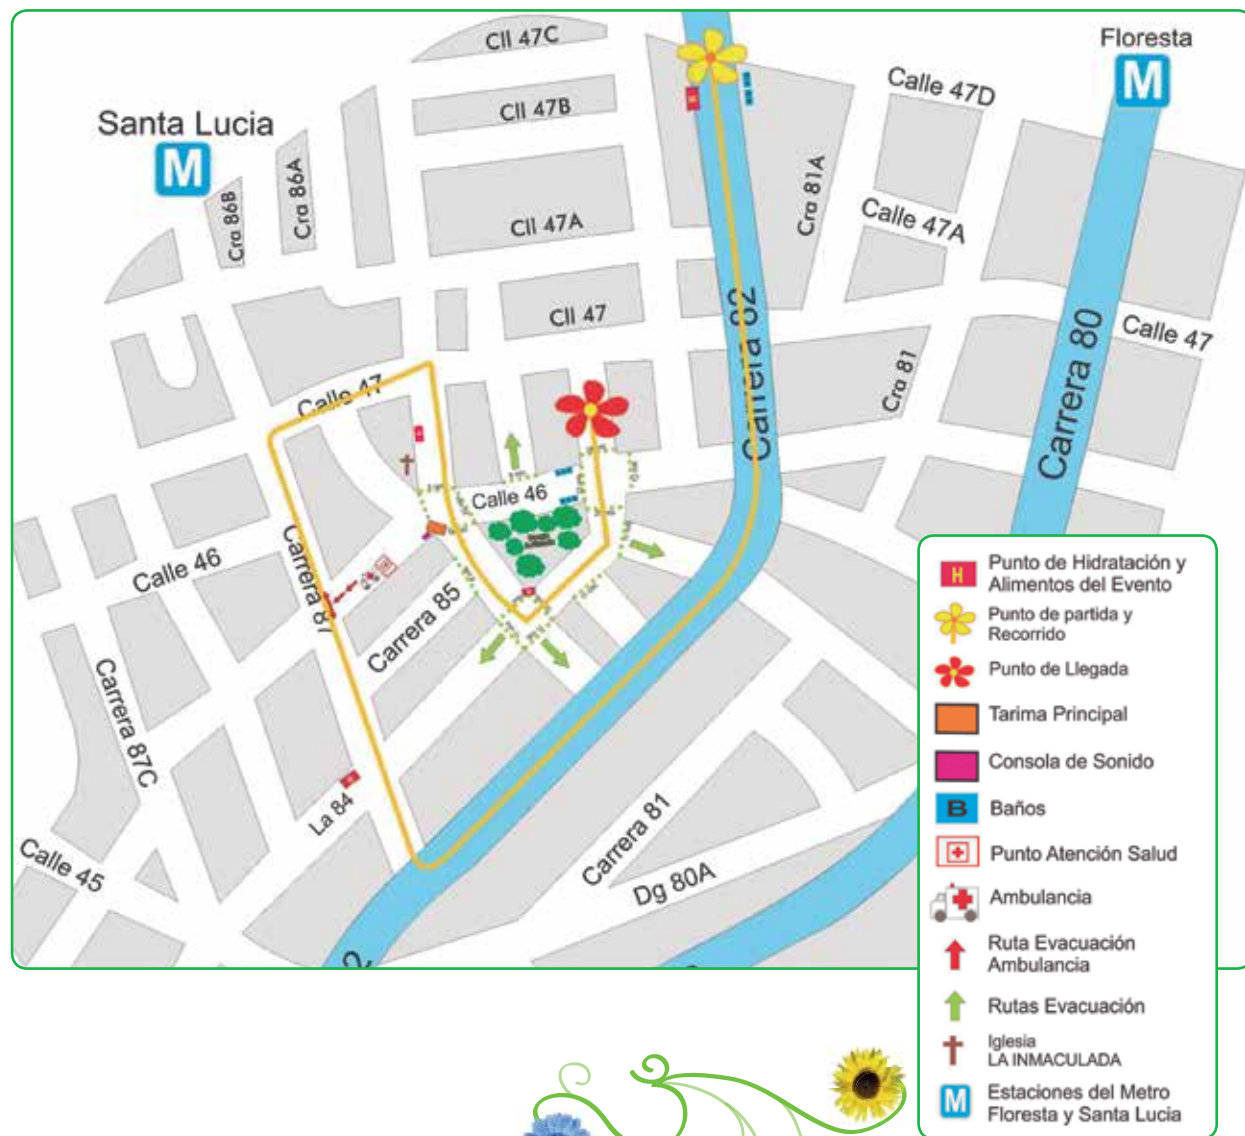 Cll 47C
Floresta
M
Calle 47D
Cll 47B
Santa Lucia
M
H
Cra 86B
Cra 86A
Cra 81A
Cll 47A
Calle 47A
Cll 47
Carrera 82
Carrera 80
Calle 47
Cra 81
Calle 47
H
Calle 46
Calle 46
Carrera 87
Carrera 85
H
Carrera 87C
H
La 84
Carrera 81
Calle 45
Dg 80A
2
H
Punto de Hidratación y
Alimentos del Evento
Punto de partida y
Recorrido
Punto de Llegada
Tarima Principal
Consola de Sonido
B
Baños
Punto Atención Salud
Ambulancia
Ruta Evacuación
Ambulancia
Rutas Evacuación
Iglesia
LA INMACULADA
M
Estaciones del Metro
Floresta y Santa Lucia